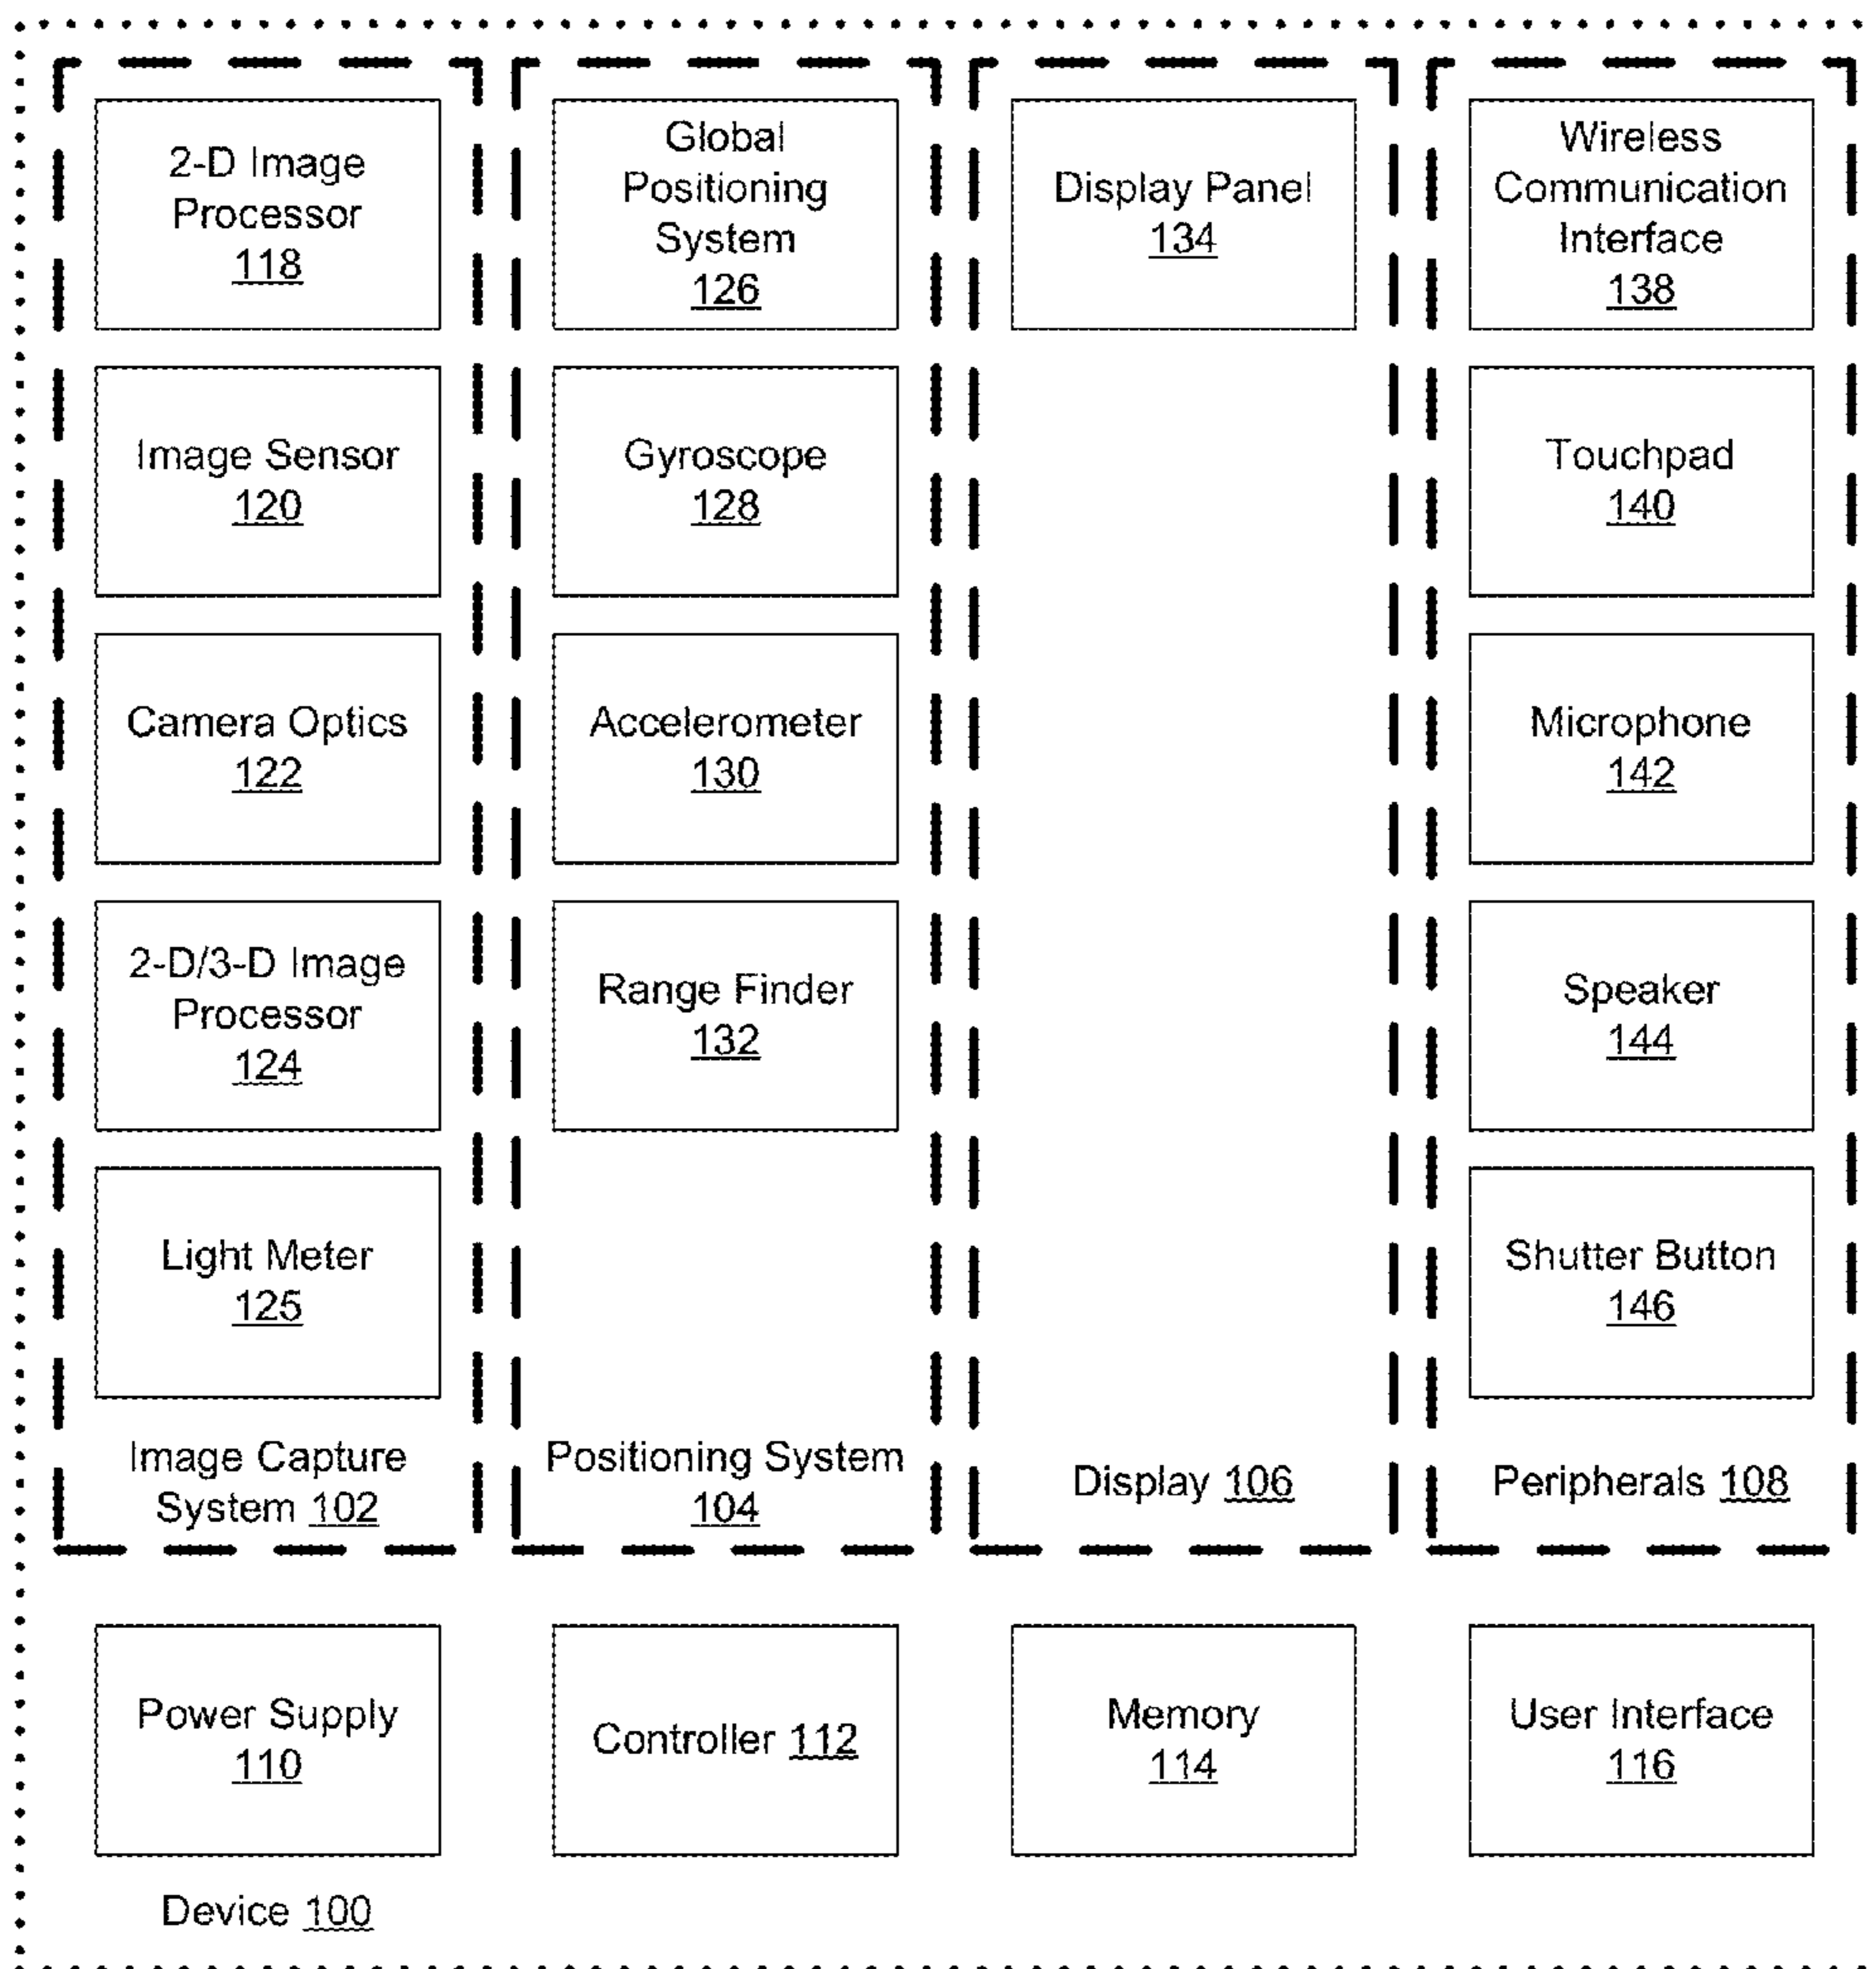 2-D Image
Processor
118
Image Sensor
120
Camera Optics
122
2-D/3-D Image
Processor
124
Light Meter
125
Image Capture
System 102
Global
Positioning
System
126
Gyroscope
128
Accelerometer
130
Range Finder
132
Positioning System
104
Display Panel
134
Display 106
Wireless
Communication
Interface
138
Touchpad
140
Microphone
142
Speaker
144
Shutter Button
146
Peripherals 108
Power Supply
110
Controller 112
Memory
114
User Interface
116
Device 100